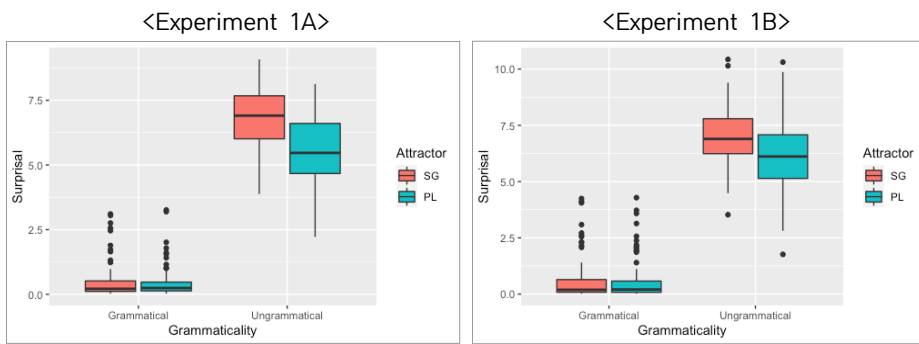 <Experiment 1A>
7.5
5.0
2.5
0.0
Surprisal
Grammatical
Ungrammatical
Grammaticality
Attractor
SG
PL
<Experiment 1B>
10.0
7.5
5.0
2.5
0.0
Surprisal
Grammatical
Ungrammatical
Grammaticality
Attractor
SG
PL